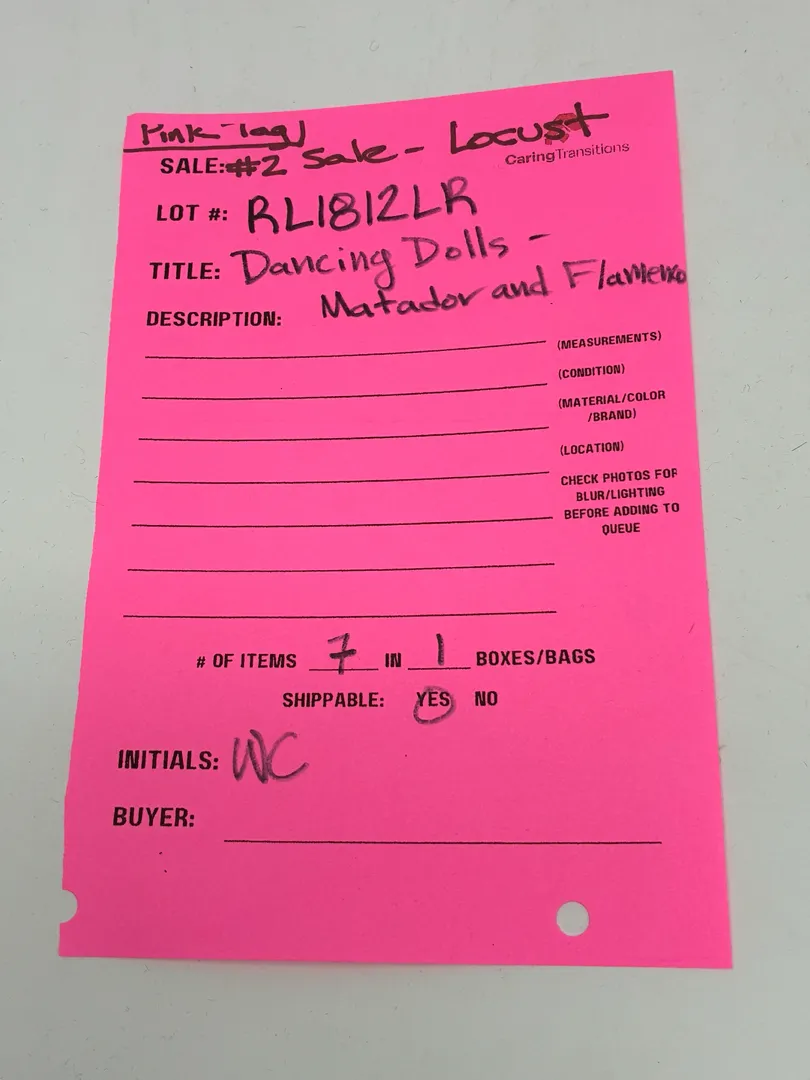 Pink Tag
SALE: #2 Sale - Locust
CaringTransitions
LOT #: RL1812LR
TITLE: Dancing Dolls -
Matador and Flamenco
DESCRIPTION:
(MEASUREMENTS)
(CONDITION)
(MATERIAL/COLOR
/BRAND)
(LOCATION)
CHECK PHOTOS FOR
BLUR/LIGHTING
BEFORE ADDING TO
QUEUE
# OF ITEMS 7 IN 1 BOXES/BAGS
SHIPPABLE: YES NO
INITIALS: WC
BUYER: